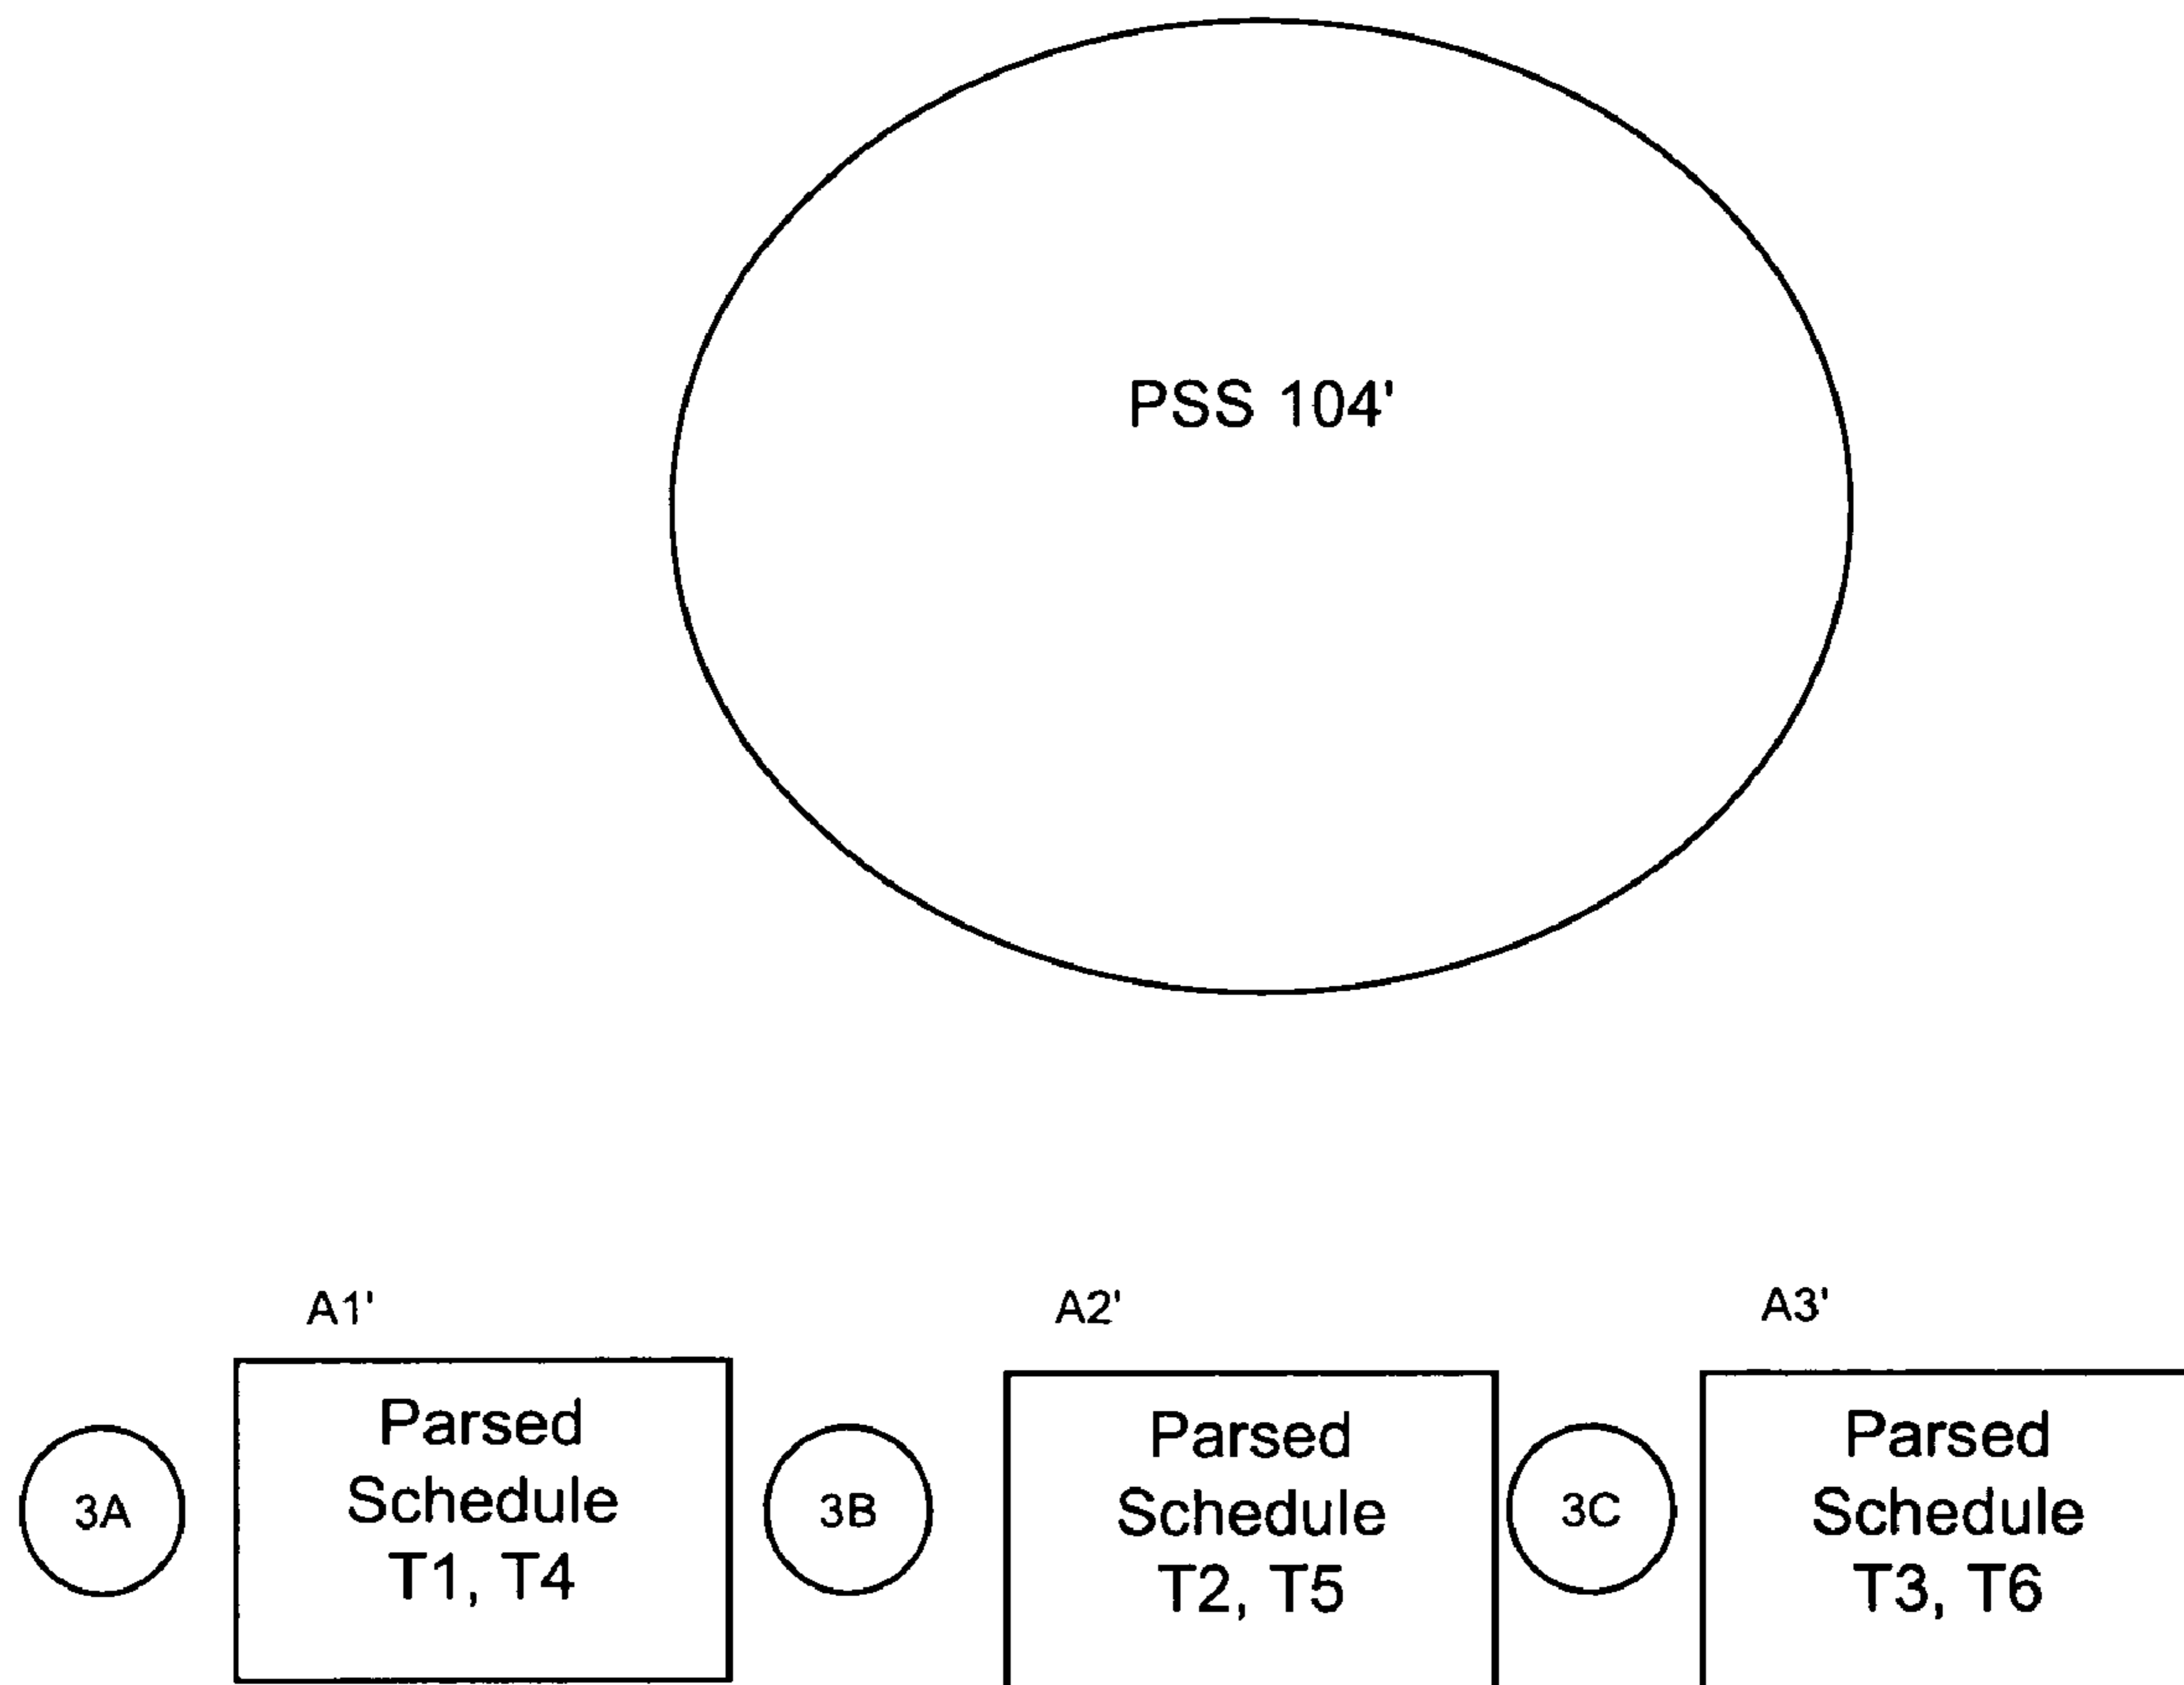 PSS 104'
A1'
A2'
A3'
3A
Parsed
Schedule
T1, T4
3B
Parsed
Schedule
T2, T5
3C
Parsed
Schedule
T3, T6